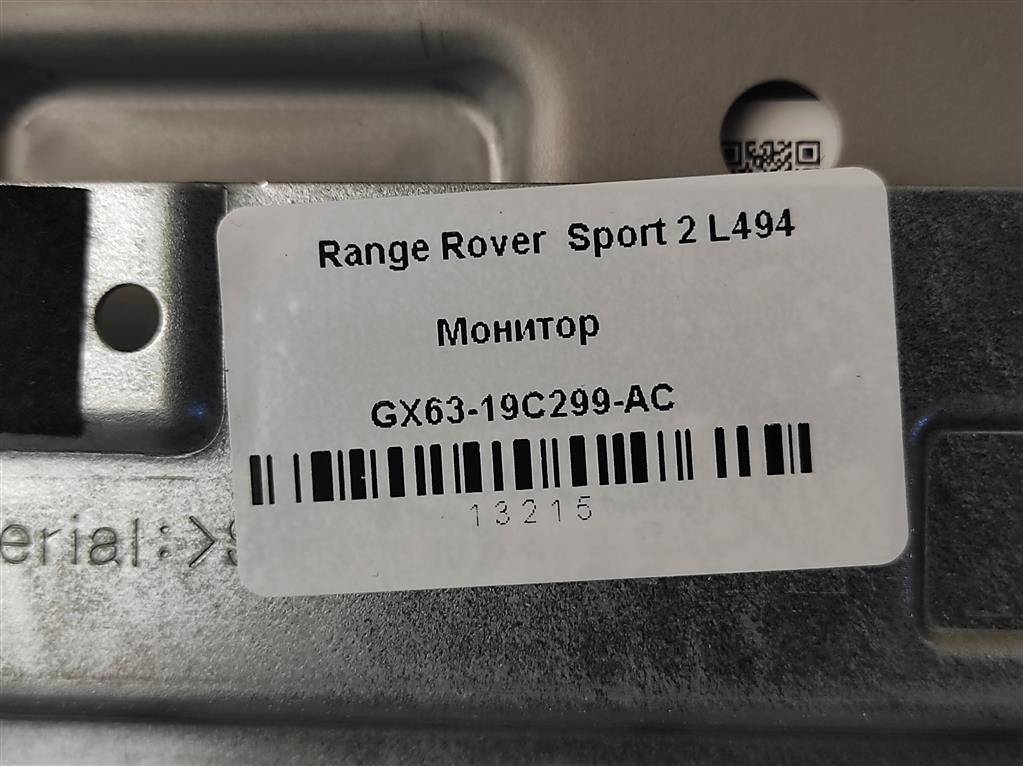 Range Rover Sport 2 L494
Монитор
GX63-19C299-AC
13215
erial:>